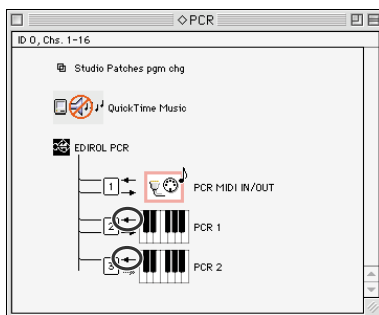 ◇PCR
ID 0, Chs. 1-16
Studio Patches pgm chg
QuickTime Music
EDIROL PCR
1 PCR MIDI IN/OUT
2 PCR 1
3 PCR 2